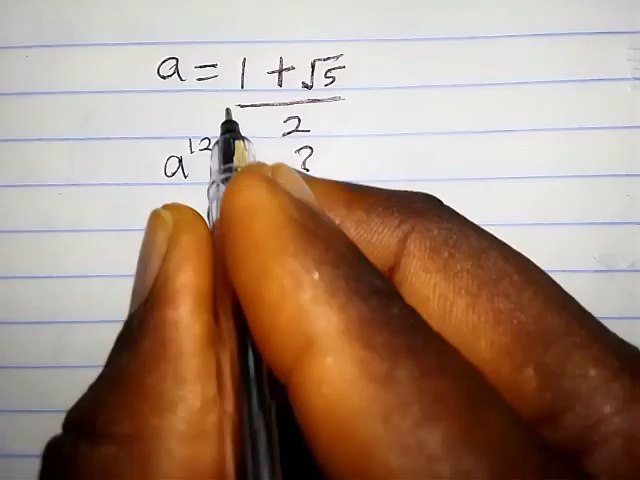 a = 1 + √5
2
a¹² ?